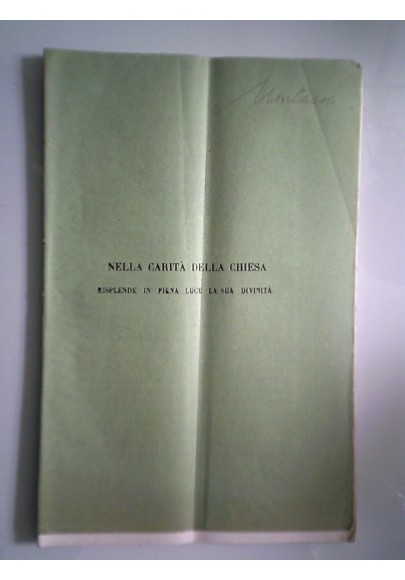 NELLA CARITÀ DELLA CHIESA
RISPLENDE IN PIENA LUCE LA SUA DIVINITÀ